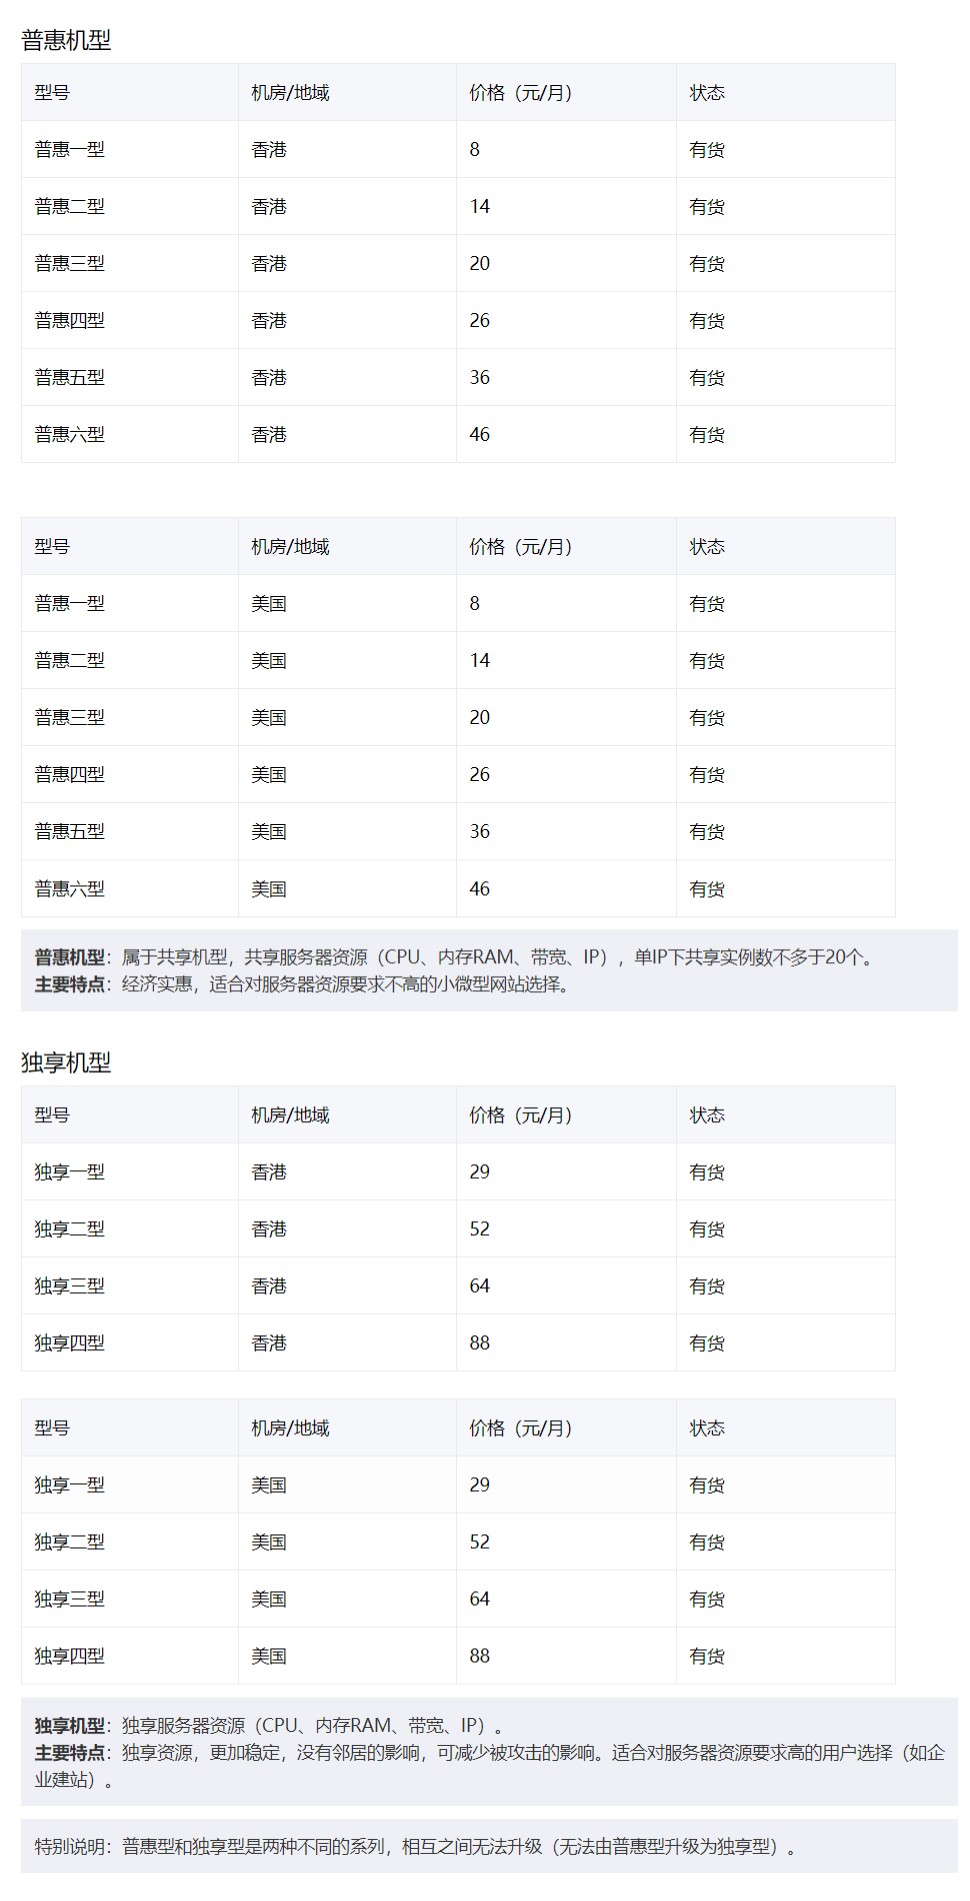 普惠机型
型号 机房/地域 价格（元/月） 状态
普惠一型 香港 8 有货
普惠二型 香港 14 有货
普惠三型 香港 20 有货
普惠四型 香港 26 有货
普惠五型 香港 36 有货
普惠六型 香港 46 有货
型号 机房/地域 价格（元/月） 状态
普惠一型 美国 8 有货
普惠二型 美国 14 有货
普惠三型 美国 20 有货
普惠四型 美国 26 有货
普惠五型 美国 36 有货
普惠六型 美国 46 有货
普惠机型：属于共享机型，共享服务器资源（CPU、内存RAM、带宽、IP），单IP下共享实例数不多于20个。
主要特点：经济实惠，适合对服务器资源要求不高的小微型网站选择。
独享机型
型号 机房/地域 价格（元/月） 状态
独享一型 香港 29 有货
独享二型 香港 52 有货
独享三型 香港 64 有货
独享四型 香港 88 有货
型号 机房/地域 价格（元/月） 状态
独享一型 美国 29 有货
独享二型 美国 52 有货
独享三型 美国 64 有货
独享四型 美国 88 有货
独享机型：独享服务器资源（CPU、内存RAM、带宽、IP）。
主要特点：独享资源，更加稳定，没有邻居的影响，可减少被攻击的影响。适合对服务器资源要求高的用户选择（如企
业建站）。
特别说明：普惠型和独享型是两种不同的系列，相互之间无法升级（无法由普惠型升级为独享型）。